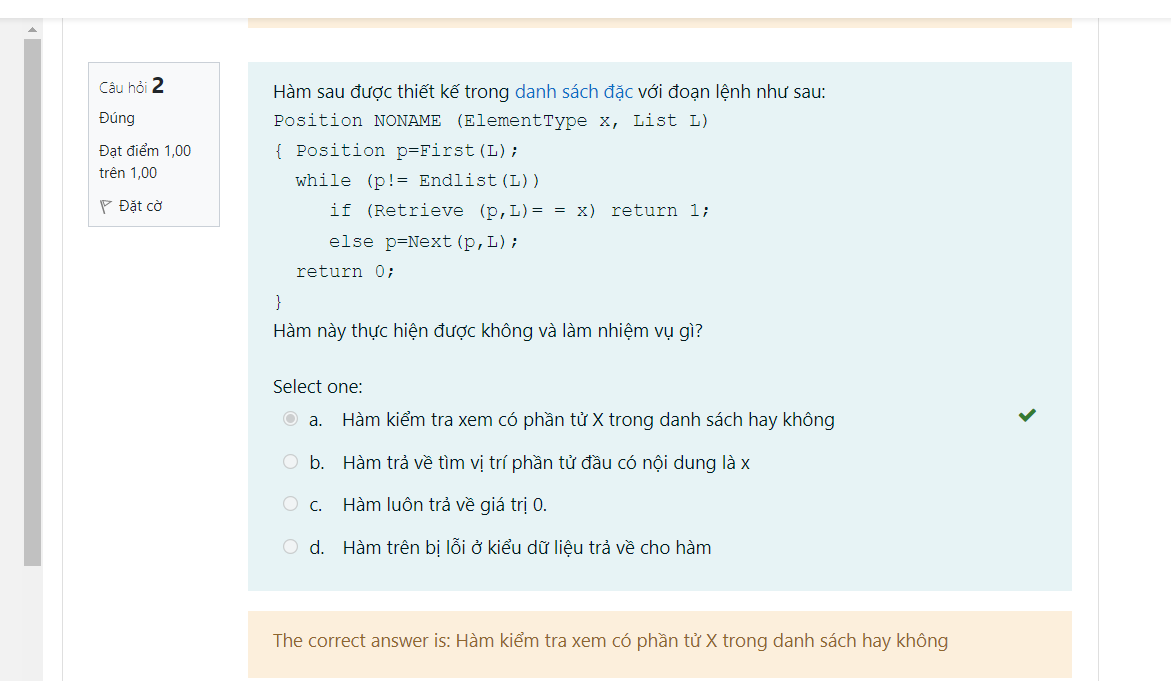 Câu hỏi 2
Đúng
Đạt điểm 1,00
trên 1,00
Đặt cờ
Hàm sau được thiết kế trong danh sách đặc với đoạn lệnh như sau:
Position NONAME (ElementType x, List L)
{ Position p=First(L);
while (p!= Endlist(L))
if (Retrieve (p,L)= = x) return 1;
else p=Next(p,L);
return 0;
}
Hàm này thực hiện được không và làm nhiệm vụ gì?
Select one:
a. Hàm kiểm tra xem có phần tử X trong danh sách hay không
b. Hàm trả về tìm vị trí phần tử đầu có nội dung là x
c. Hàm luôn trả về giá trị 0.
d. Hàm trên bị lỗi ở kiểu dữ liệu trả về cho hàm
The correct answer is: Hàm kiểm tra xem có phần tử X trong danh sách hay không